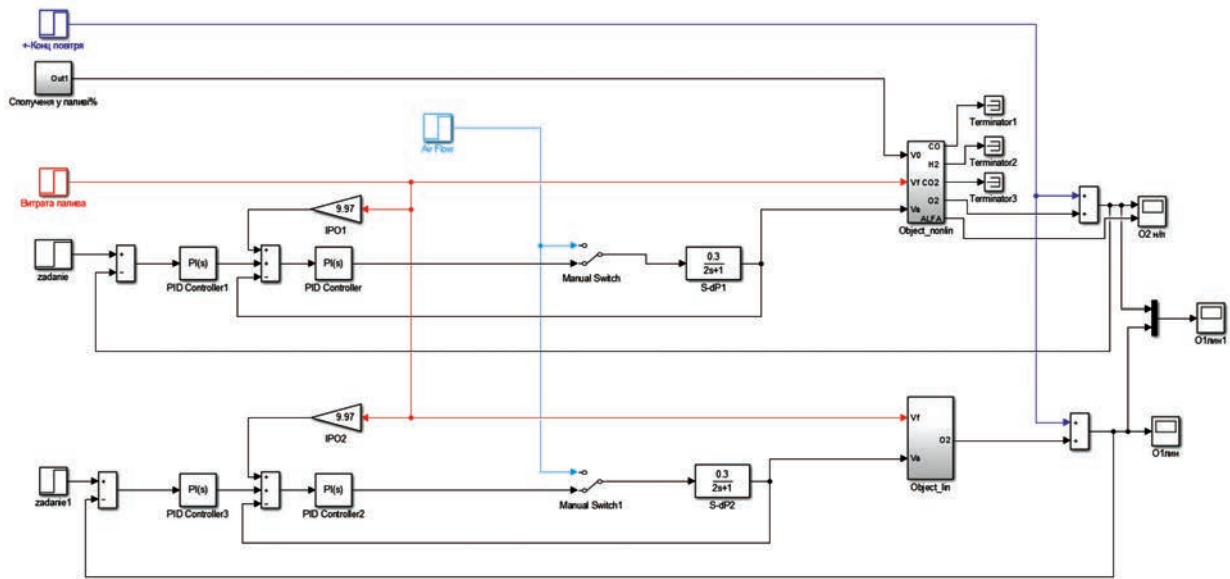 +-Конц повітря
Out1
Сполученя у паливі%
Air Flow
Витрата палива
9.97
IPO1
zadanie
+
−
PI(s)
PID Controller1
+
+
−
PI(s)
PID Controller
Manual Switch
0.3
2s+1
S-dP1
V0
Vf
Va
CO
H2
CO2
O2
ALFA
Object_nonlin
Terminator1
Terminator2
Terminator3
+
+
O2 н/л
O1лин1
9.97
IPO2
zadanie1
+
−
PI(s)
PID Controller3
+
+
−
PI(s)
PID Controller2
Manual Switch1
0.3
2s+1
S-dP2
Vf
Va
O2
Object_lin
+
+
O1лин